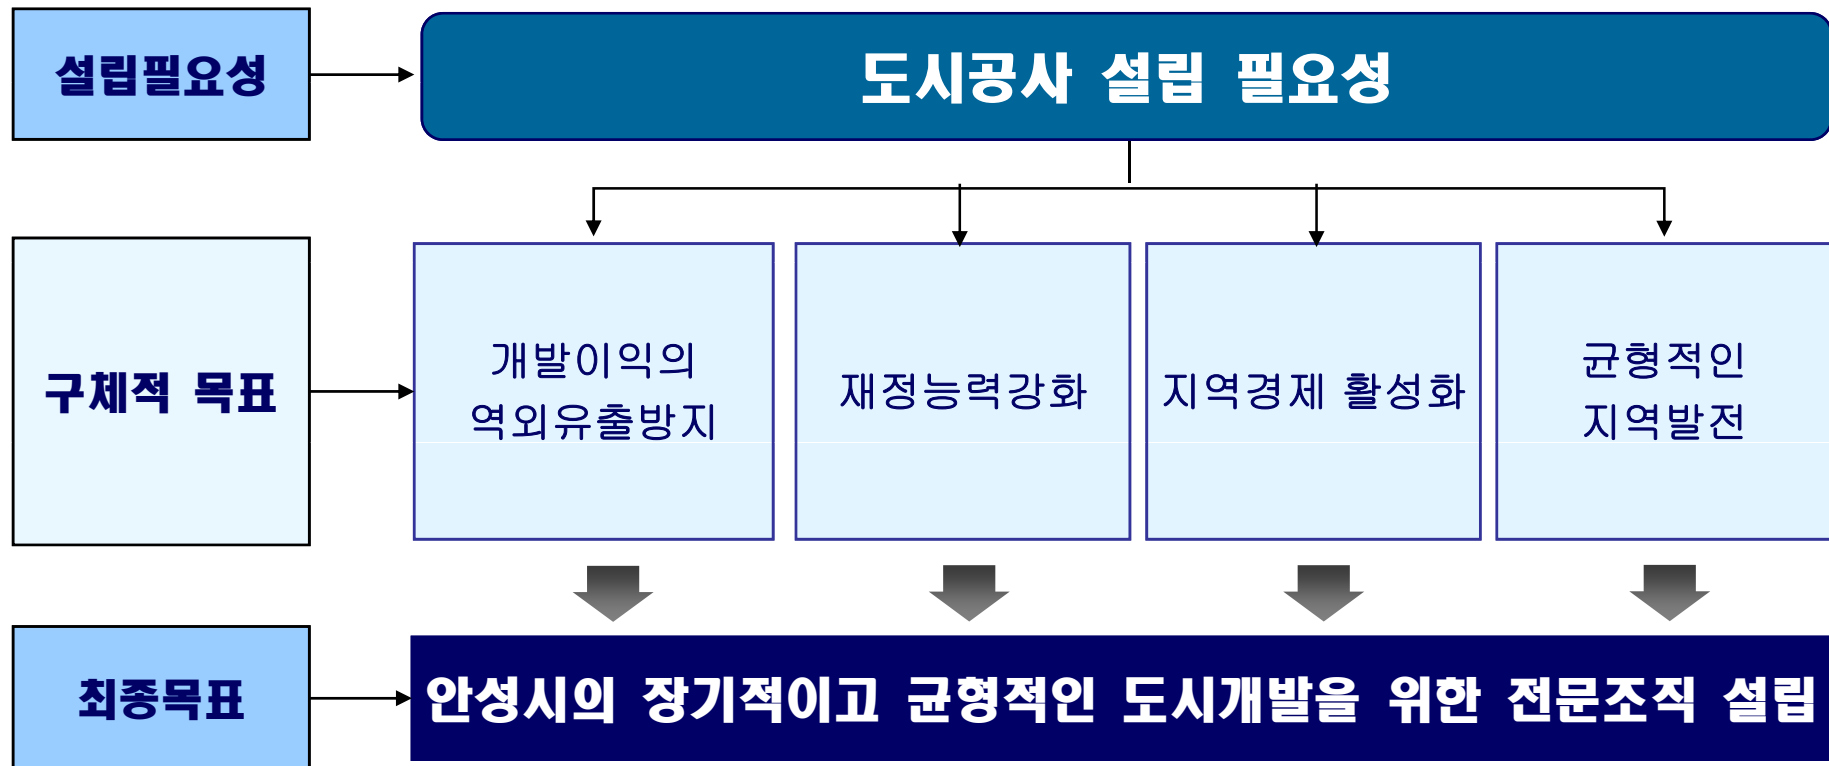 설립필요성
도시공사 설립 필요성
구체적 목표
개발이익의
역외유출방지
재정능력강화
지역경제 활성화
균형적인
지역발전
최종목표
안성시의 장기적이고 균형적인 도시개발을 위한 전문조직 설립